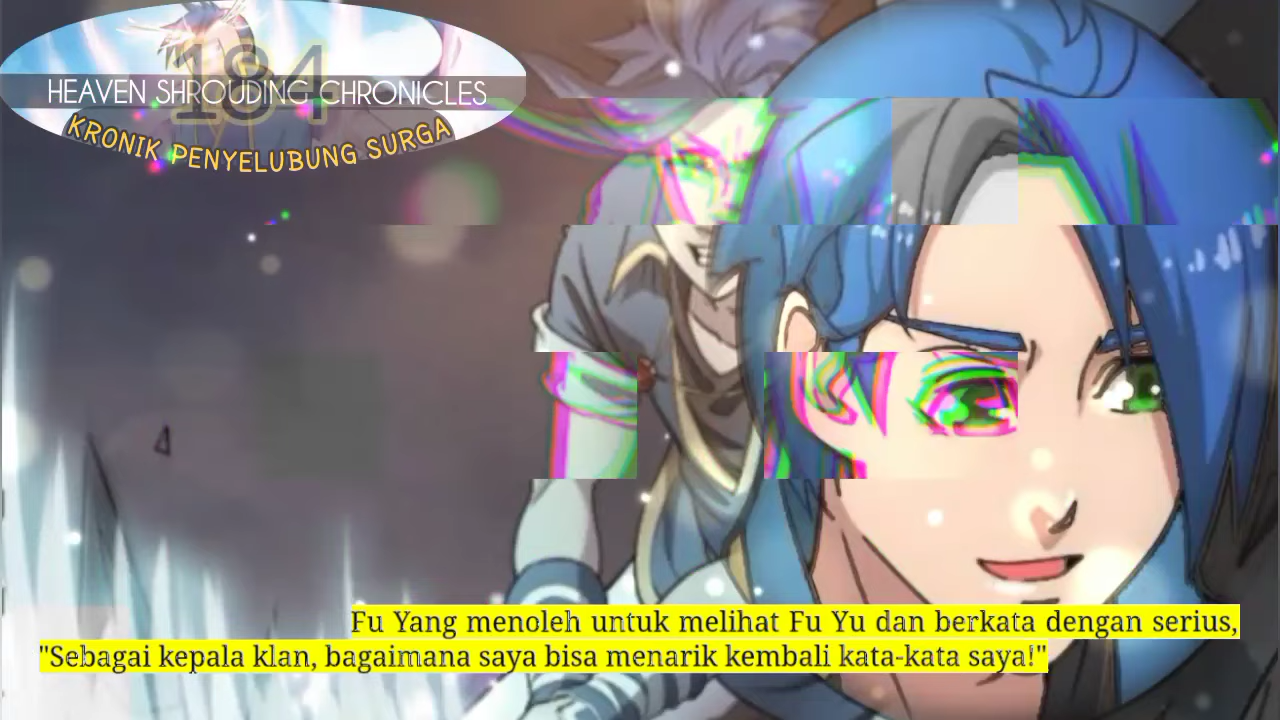 184
HEAVEN SHROUDING CHRONICLES
KRONIK PENYELUBUNG SURGA
Fu Yang menoleh untuk melihat Fu Yu dan berkata dengan serius,
"Sebagai kepala klan, bagaimana saya bisa menarik kembali kata-kata saya!"